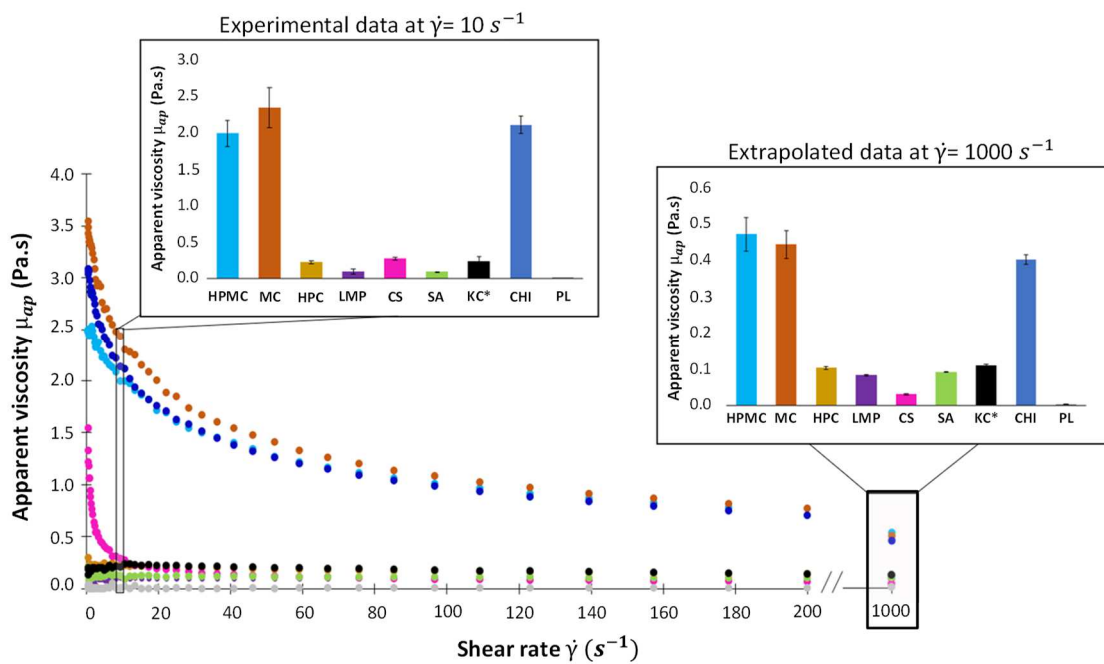 Experimental data at γ̇= 10 s⁻¹
Apparent viscosity μₐₚ (Pa.s)
3.0
2.5
2.0
1.5
1.0
0.5
0.0
HPMC MC HPC LMP CS SA KC* CHI PL
Extrapolated data at γ̇= 1000 s⁻¹
Apparent viscosity μₐₚ (Pa.s)
0.6
0.5
0.4
0.3
0.2
0.1
0.0
HPMC MC HPC LMP CS SA KC* CHI PL
Apparent viscosity μₐₚ (Pa.s)
4.0
3.5
3.0
2.5
2.0
1.5
1.0
0.5
0.0
0 20 40 60 80 100 120 140 160 180 200 // 1000
Shear rate γ̇ (s⁻¹)